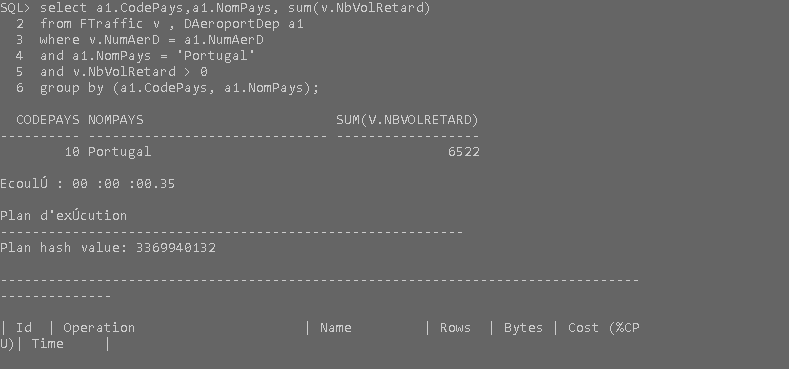 SQL> select a1.CodePays,a1.NomPays, sum(v.NbVolRetard)
2 from FTraffic v , DAeroportDep a1
3 where v.NumAerD = a1.NumAerD
4 and a1.NomPays = 'Portugal'
5 and v.NbVolRetard > 0
6 group by (a1.CodePays, a1.NomPays);
CODEPAYS NOMPAYS SUM(V.NBVOLRETARD)
---------- ------------------------------ ------------------
10 Portugal 6522
EcoulÚ : 00 :00 :00.35
Plan d'exÚcution
----------------------------------------------------------
Plan hash value: 3369940132
--------------------------------------------------------------------------------
--------------
| Id | Operation | Name | Rows | Bytes | Cost (%CP
U)| Time |